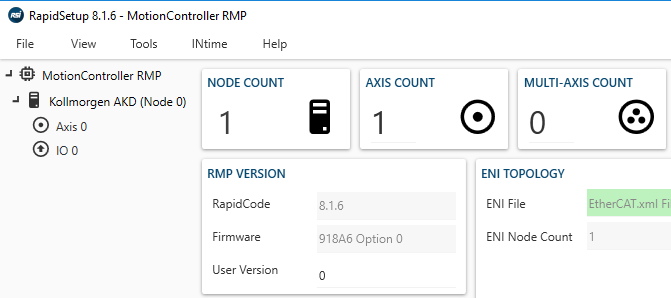 RSI RapidSetup 8.1.6 - MotionController RMP
File View Tools INtime Help
MotionController RMP
Kollmorgen AKD (Node 0)
Axis 0
IO 0
NODE COUNT
1
AXIS COUNT
1
MULTI-AXIS COUNT
0
RMP VERSION
RapidCode 8.1.6
Firmware 918A6 Option 0
User Version 0
ENI TOPOLOGY
ENI File EtherCAT.xml Fi
ENI Node Count 1